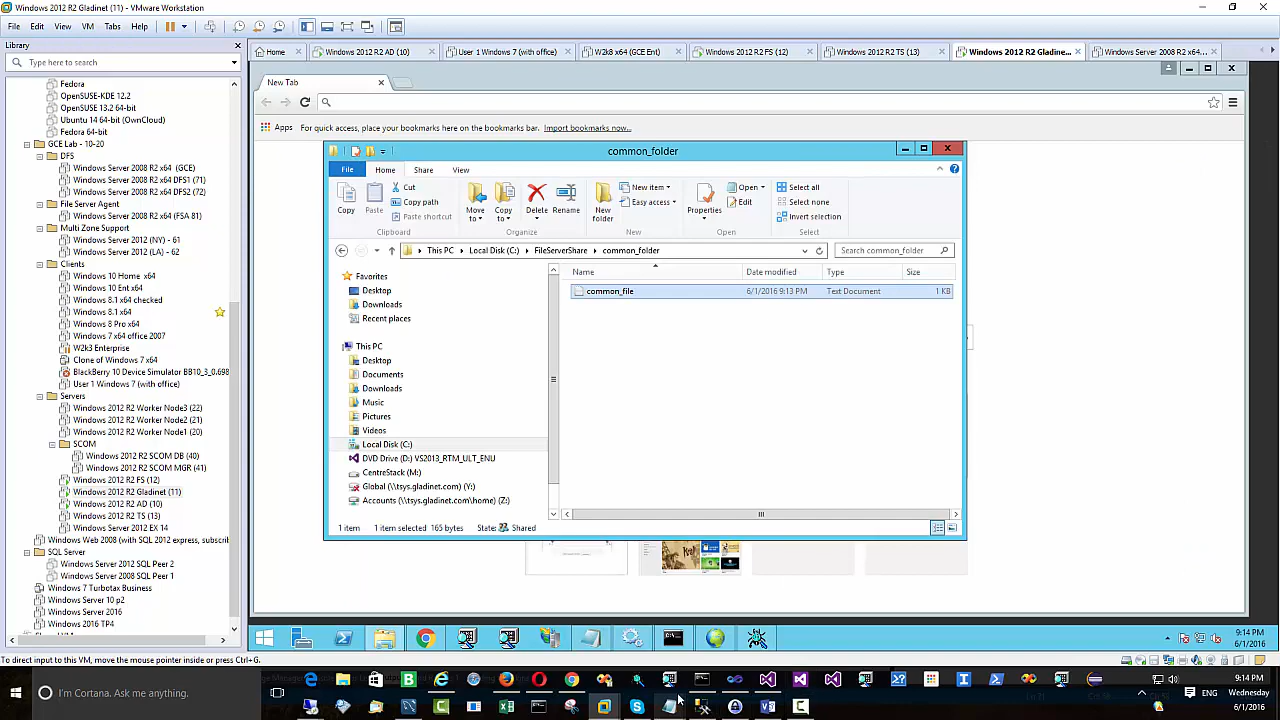 Windows 2012 R2 Gladinet (11) - VMware Workstation
File Edit View VM Tabs Help
Library
Type here to search
Home
Windows 2012 R2 AD (10)
User 1 Windows 7 (with office)
W2k8 x64 (GCE Ent)
Windows 2012 R2 FS (12)
Windows 2012 R2 TS (13)
Windows 2012 R2 Gladine...
Windows Server 2008 R2 x64...
Fedora
OpenSUSE-KDE 12.2
OpenSUSE 13.2 64-bit
Ubuntu 14 64-bit (OwnCloud)
Fedora 64-bit
GCE Lab - 10-20
DFS
Windows Server 2008 R2 x64 (GCE)
Windows Server 2008 R2 x64 DFS1 (71)
Windows Server 2008 R2 x64 DFS2 (72)
File Server Agent
Windows Server 2008 R2 x64 (FSA 81)
Multi Zone Support
Windows Server 2012 (NY) - 61
Windows Server 2012 (LA) - 62
Clients
Windows 10 Home x64
Windows 10 Ent x64
Windows 8.1 x64 checked
Windows 8.1 x64
Windows 8 Pro x64
Windows 7 x64 office 2007
W2k3 Enterprise
Clone of Windows 7 x64
BlackBerry 10 Device Simulator BB10_3_0.698
User 1 Windows 7 (with office)
Servers
Windows 2012 R2 Worker Node3 (22)
Windows 2012 R2 Worker Node2 (21)
Windows 2012 R2 Worker Node1 (20)
SCOM
Windows 2012 R2 SCOM DB (40)
Windows 2012 R2 SCOM MGR (41)
Windows 2012 R2 FS (12)
Windows 2012 R2 Gladinet (11)
Windows 2012 R2 AD (10)
Windows 2012 R2 TS (13)
Windows Server 2012 EX 14
Windows Web 2008 (with SQL 2012 express, subscrib
SQL Server
Windows Server 2012 SQL Peer 2
Windows Server 2008 SQL Peer 1
Windows 7 Turbotax Business
Windows Server 10 p2
Windows Server 2016
Windows 2016 TP4
New Tab
Apps For quick access, place your bookmarks here on the bookmarks bar. Import bookmarks now...
common_folder
File Home Share View
Copy
Paste
Cut
Copy path
Paste shortcut
Clipboard
Move to
Copy to
Delete
Rename
Organize
New folder
New item
Easy access
New
Properties
Open
Edit
Open
Select all
Select none
Invert selection
Select
This PC Local Disk (C:) FileServerShare common_folder
Search common_folder
Name Date modified Type Size
common_file 6/1/2016 9:13 PM Text Document 1 KB
Favorites
Desktop
Downloads
Recent places
This PC
Desktop
Documents
Downloads
Music
Pictures
Videos
Local Disk (C:)
DVD Drive (D:) VS2013_RTM_ULT_ENU
CentreStack (M:)
Global (\\tsys.gladinet.com) (Y:)
Accounts (\\tsys.gladinet.com\home) (Z:)
1 item 1 item selected 165 bytes State: Shared
9:14 PM
6/1/2016
To direct input to this VM, move the mouse pointer inside or press Ctrl+G.
I'm Cortana. Ask me anything.
9:14 PM
ENG
Wednesday
6/1/2016